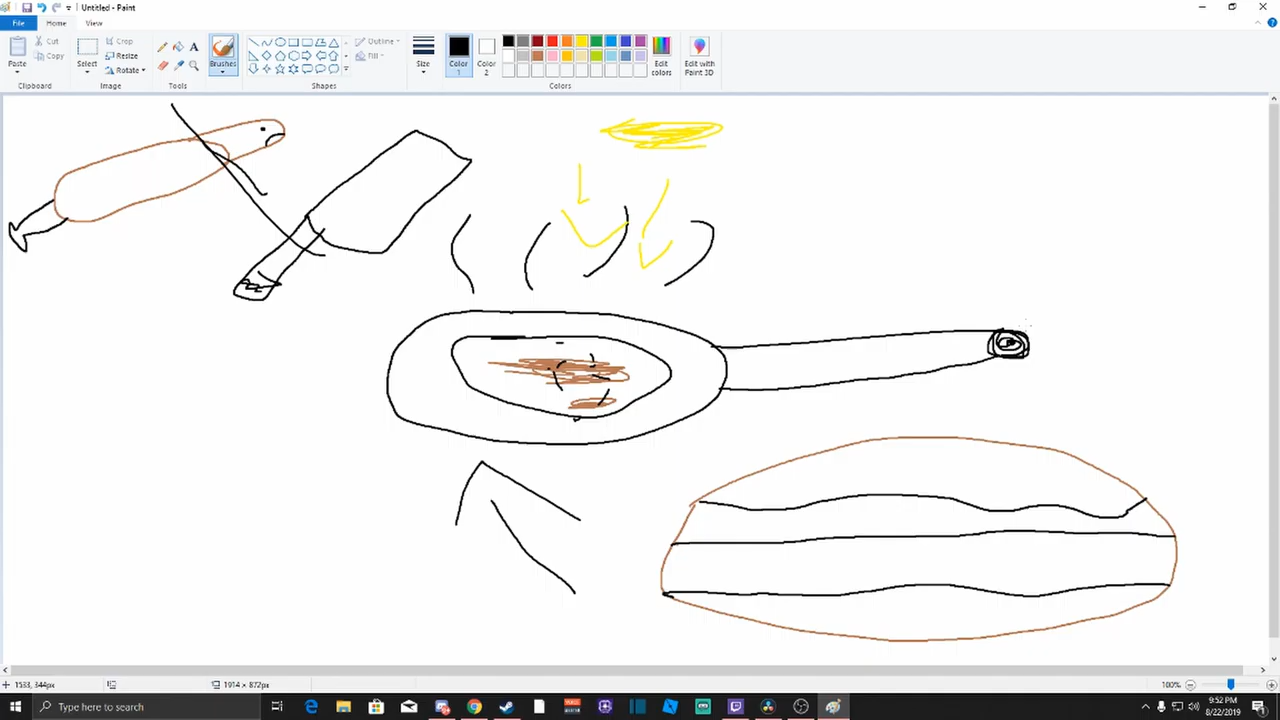 Untitled - Paint
File
Home
View
Paste
Cut
Copy
Clipboard
Select
Crop
Resize
Rotate
Image
A
Tools
Brushes
Shapes
Outline
Fill
Size
Color 1
Color 2
Edit colors
Colors
Edit with Paint 3D
1533, 344px
1914 × 872px
100%
Type here to search
9:52 PM
8/22/2019